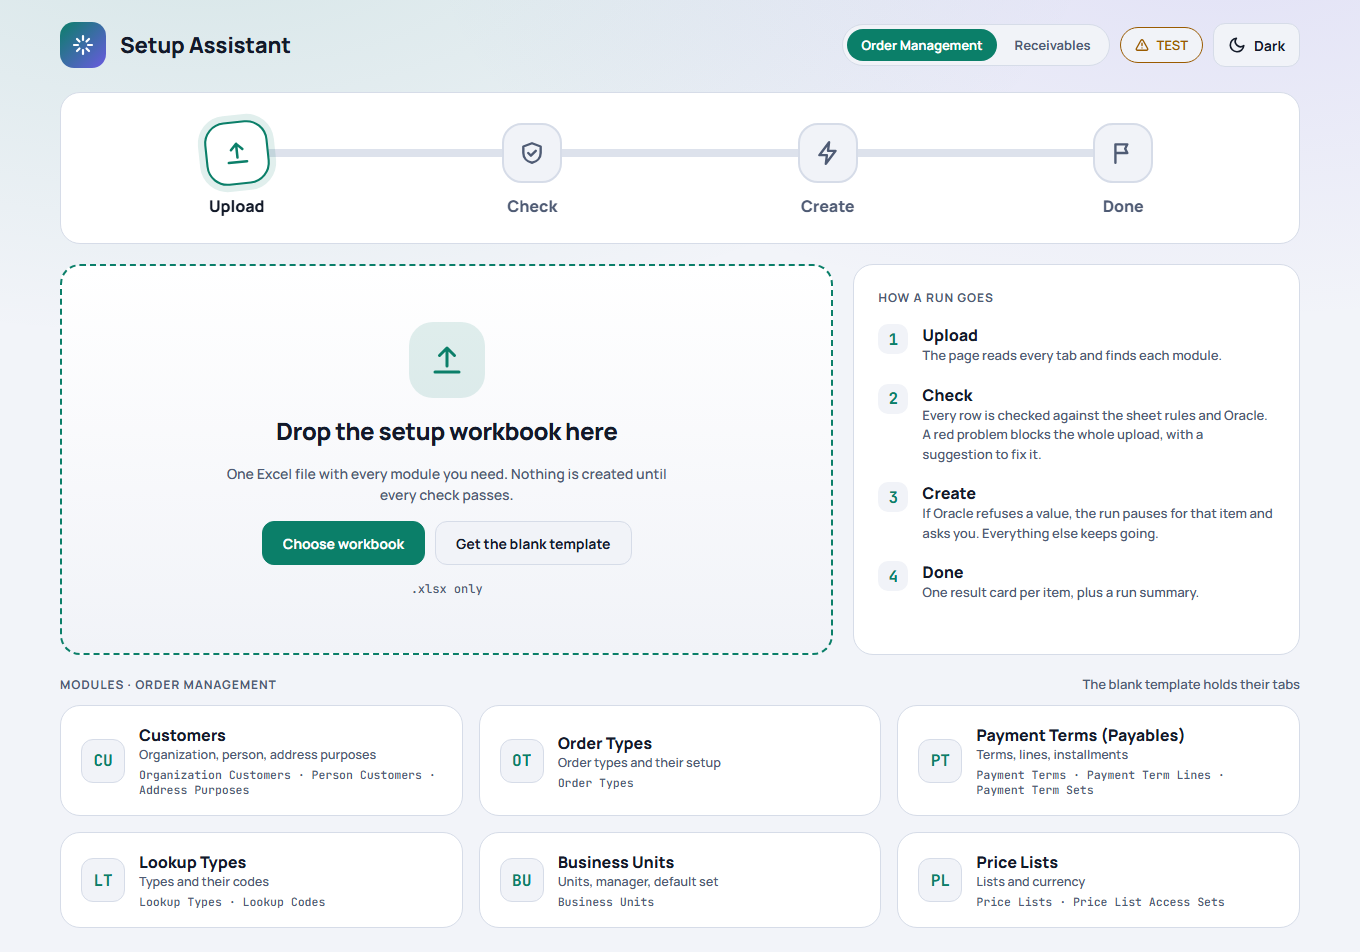 Setup Assistant
Order Management
Receivables
TEST
Dark
Upload
Check
Create
Done
Drop the setup workbook here
One Excel file with every module you need. Nothing is created until
every check passes.
Choose workbook
Get the blank template
.xlsx only
HOW A RUN GOES
1
Upload
The page reads every tab and finds each module.
2
Check
Every row is checked against the sheet rules and Oracle.
A red problem blocks the whole upload, with a
suggestion to fix it.
3
Create
If Oracle refuses a value, the run pauses for that item and
asks you. Everything else keeps going.
4
Done
One result card per item, plus a run summary.
MODULES · ORDER MANAGEMENT
The blank template holds their tabs
CU
Customers
Organization, person, address purposes
Organization Customers · Person Customers ·
Address Purposes
OT
Order Types
Order types and their setup
Order Types
PT
Payment Terms (Payables)
Terms, lines, installments
Payment Terms · Payment Term Lines ·
Payment Term Sets
LT
Lookup Types
Types and their codes
Lookup Types · Lookup Codes
BU
Business Units
Units, manager, default set
Business Units
PL
Price Lists
Lists and currency
Price Lists · Price List Access Sets